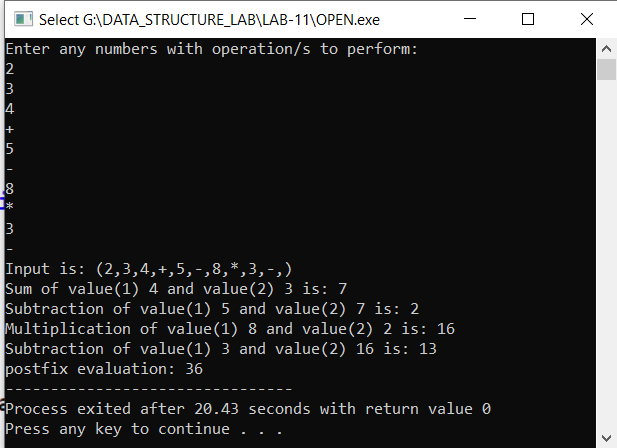 Select G:\DATA_STRUCTURE_LAB\LAB-11\OPEN.exe
Enter any numbers with operation/s to perform:
2
3
4
+
5
-
8
*
3
-
Input is: (2,3,4,+,5,-,8,*,3,-,)
Sum of value(1) 4 and value(2) 3 is: 7
Subtraction of value(1) 5 and value(2) 7 is: 2
Multiplication of value(1) 8 and value(2) 2 is: 16
Subtraction of value(1) 3 and value(2) 16 is: 13
postfix evaluation: 36
--------------------------------
Process exited after 20.43 seconds with return value 0
Press any key to continue . . .